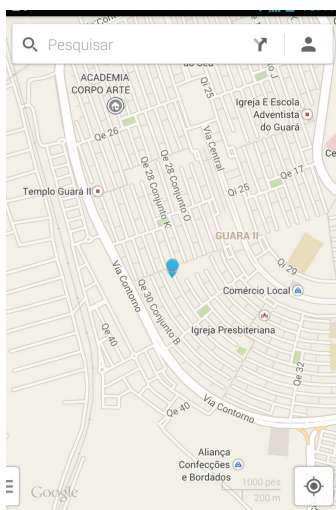 Pesquisar
ACADEMIA
CORPO ARTE
Qi 25
Igreja E Escola
Adventista
do Guará
Qe 26
Via Central
Qe 28 Conjunto O
Qe 28 Conjunto K
Qe 17
Templo Guará II
Qi 25
GUARA II
Qi 29
Via Contorno
Comércio Local
Qe 30 Conjunto B
Igreja Presbiteriana
Qe 40
Qe 32
Qe 40
Via Contorno
Aliança
Confecções
e Bordados
Google
1000 pés
200 m